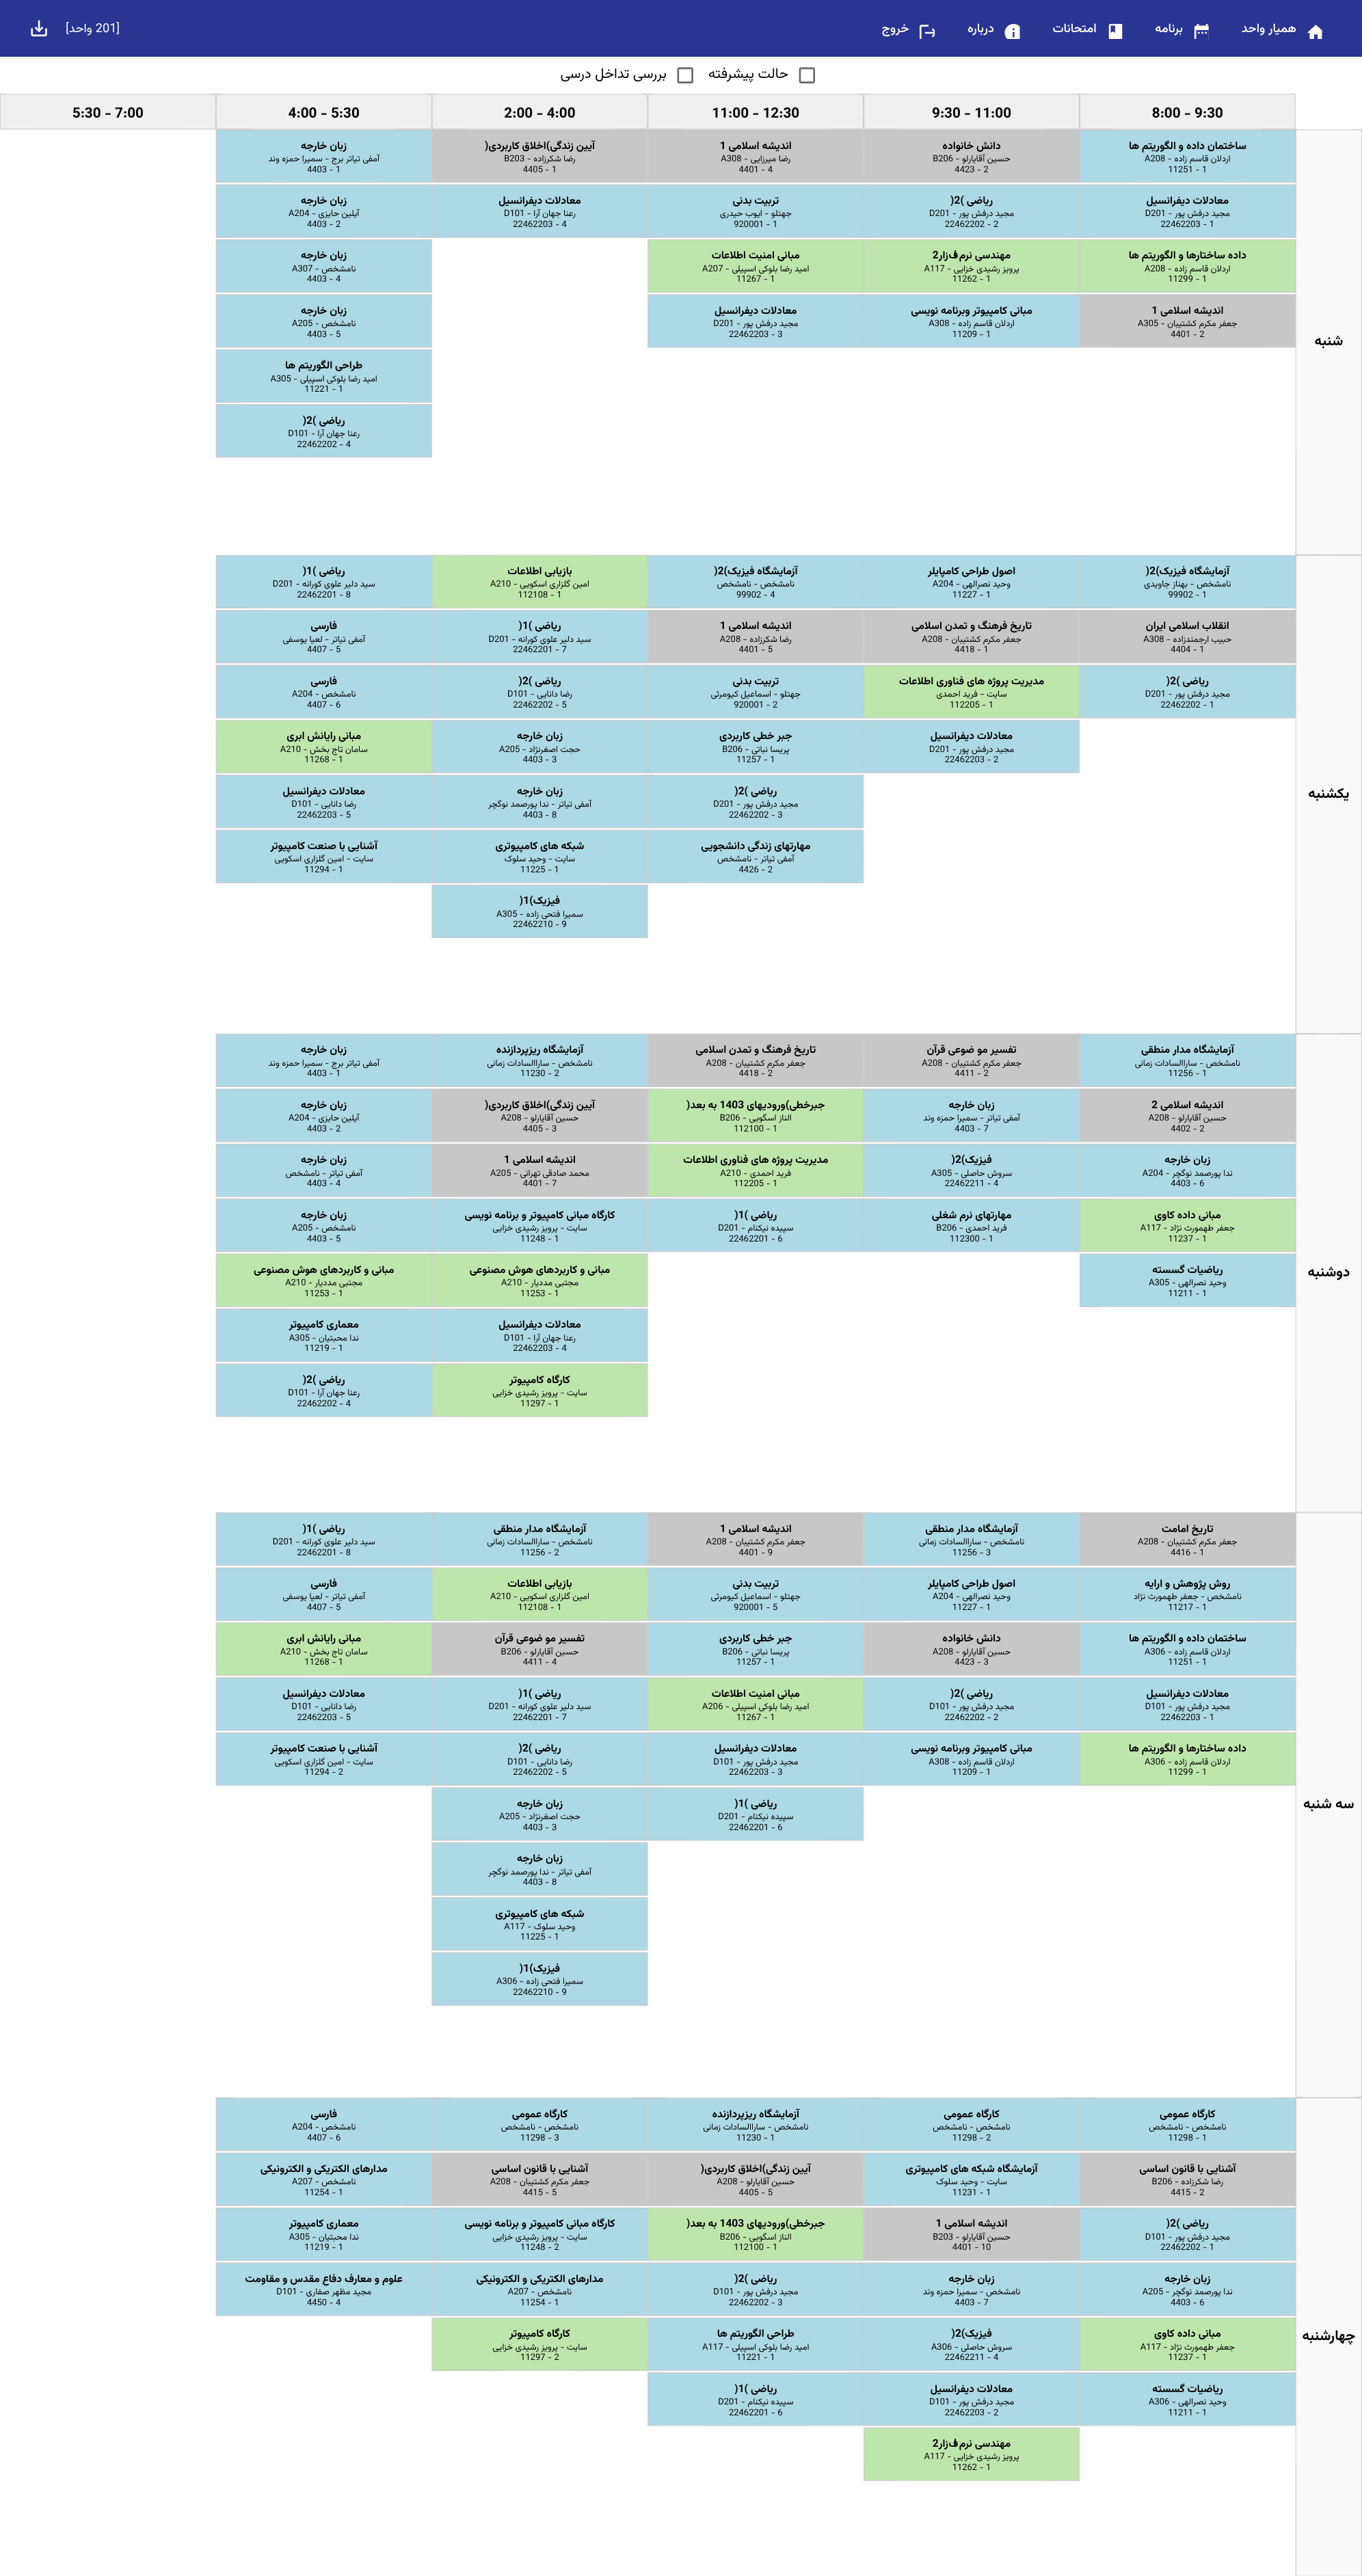 همیار واحد
برنامه
امتحانات
درباره
خروج
[201 واحد]
حالت پیشرفته
بررسی تداخل درسی
8:00 - 9:30
9:30 - 11:00
11:00 - 12:30
2:00 - 4:00
4:00 - 5:30
5:30 - 7:00
شنبه
ساختمان داده و الگوریتم ها
اردلان قاسم زاده - A208
11251 - 1
دانش خانواده
حسین آقایارلو - B206
4423 - 2
اندیشه اسلامی 1
رضا میرزایی - A308
4401 - 4
آیین زندگی)اخلاق کاربردی(
رضا شکرزاده - B203
4405 - 1
زبان خارجه
آمفی تیاتر برج - سمیرا حمزه وند
4403 - 1
معادلات دیفرانسیل
مجید درفش پور - D201
22462203 - 1
ریاضی )2(
مجید درفش پور - D201
22462202 - 2
تربیت بدنی
جهتلو - ایوب حیدری
920001 - 1
معادلات دیفرانسیل
رعنا جهان آرا - D101
22462203 - 4
زبان خارجه
آیلین حایزی - A204
4403 - 2
داده ساختارها و الگوریتم ها
اردلان قاسم زاده - A208
11299 - 1
مهندسی نرم‌فزار2
پرویز رشیدی خزایی - A117
11262 - 1
مبانی امنیت اطلاعات
امید رضا بلوکی اسپیلی - A207
11267 - 1
زبان خارجه
نامشخص - A307
4403 - 4
اندیشه اسلامی 1
جعفر مکرم کشتیبان - A305
4401 - 2
مبانی کامپیوتر وبرنامه نویسی
اردلان قاسم زاده - A308
11209 - 1
معادلات دیفرانسیل
مجید درفش پور - D201
22462203 - 3
زبان خارجه
نامشخص - A205
4403 - 5
طراحی الگوریتم ها
امید رضا بلوکی اسپیلی - A305
11221 - 1
ریاضی )2(
رعنا جهان آرا - D101
22462202 - 4
یکشنبه
آزمایشگاه فیزیک)2(
نامشخص - بهناز جاویدی
99902 - 1
اصول طراحی کامپایلر
وحید نصرالهی - A204
11227 - 1
آزمایشگاه فیزیک)2(
نامشخص - نامشخص
99902 - 4
بازیابی اطلاعات
امین گلزاری اسکویی - A210
112108 - 1
ریاضی )1(
سید دلیر علوی کورانه - D201
22462201 - 8
انقلاب اسلامی ایران
حبیب ارجمندزاده - A308
4404 - 1
تاریخ فرهنگ و تمدن اسلامی
جعفر مکرم کشتیبان - A208
4418 - 1
اندیشه اسلامی 1
رضا شکرزاده - A208
4401 - 5
ریاضی )1(
سید دلیر علوی کورانه - D201
22462201 - 7
فارسی
آمفی تیاتر - لعیا یوسفی
4407 - 5
ریاضی )2(
مجید درفش پور - D201
22462202 - 1
مدیریت پروژه های فناوری اطلاعات
سایت - فرید احمدی
112205 - 1
تربیت بدنی
جهتلو - اسماعیل کیومرثی
920001 - 2
ریاضی )2(
رضا دانایی - D101
22462202 - 5
فارسی
نامشخص - A204
4407 - 6
معادلات دیفرانسیل
مجید درفش پور - D201
22462203 - 2
جبر خطی کاربردی
پریسا نباتی - B206
11257 - 1
زبان خارجه
حجت اصغرنژاد - A205
4403 - 3
مبانی رایانش ابری
سامان تاج بخش - A210
11268 - 1
ریاضی )2(
مجید درفش پور - D201
22462202 - 3
زبان خارجه
آمفی تیاتر - ندا پورصمد نوگچر
4403 - 8
معادلات دیفرانسیل
رضا دانایی - D101
22462203 - 5
مهارتهای زندگی دانشجویی
آمفی تیاتر - نامشخص
4426 - 2
شبکه های کامپیوتری
سایت - وحید سلوک
11225 - 1
آشنایی با صنعت کامپیوتر
سایت - امین گلزاری اسکویی
11294 - 1
فیزیک)1(
سمیرا فتحی زاده - A305
22462210 - 9
دوشنبه
آزمایشگاه مدار منطقی
نامشخص - ساراالسادات زمانی
11256 - 1
تفسیر مو ضوعی قرآن
جعفر مکرم کشتیبان - A208
4411 - 2
تاریخ فرهنگ و تمدن اسلامی
جعفر مکرم کشتیبان - A208
4418 - 2
آزمایشگاه ریزپردازنده
نامشخص - ساراالسادات زمانی
11230 - 2
زبان خارجه
آمفی تیاتر برج - سمیرا حمزه وند
4403 - 1
اندیشه اسلامی 2
حسین آقایارلو - A208
4402 - 2
زبان خارجه
آمفی تیاتر - سمیرا حمزه وند
4403 - 7
جبرخطی)ورودیهای 1403 به بعد(
الناز اسکویی - B206
112100 - 1
آیین زندگی)اخلاق کاربردی(
حسین آقایارلو - A208
4405 - 3
زبان خارجه
آیلین حایزی - A204
4403 - 2
زبان خارجه
ندا پورصمد نوگچر - A204
4403 - 6
فیزیک)2(
سروش حاصلی - A305
22462211 - 4
مدیریت پروژه های فناوری اطلاعات
فرید احمدی - A210
112205 - 1
اندیشه اسلامی 1
محمد صادقی تهرانی - A205
4401 - 7
زبان خارجه
آمفی تیاتر - نامشخص
4403 - 4
مبانی داده کاوی
جعفر طهمورث نژاد - A117
11237 - 1
مهارتهای نرم شغلی
فرید احمدی - B206
112300 - 1
ریاضی )1(
سپیده نیکنام - D201
22462201 - 6
کارگاه مبانی کامپیوتر و برنامه نویسی
سایت - پرویز رشیدی خزایی
11248 - 1
زبان خارجه
نامشخص - A205
4403 - 5
ریاضیات گسسته
وحید نصرالهی - A305
11211 - 1
مبانی و کاربردهای هوش مصنوعی
مجتبی مددیار - A210
11253 - 1
مبانی و کاربردهای هوش مصنوعی
مجتبی مددیار - A210
11253 - 1
معادلات دیفرانسیل
رعنا جهان آرا - D101
22462203 - 4
معماری کامپیوتر
ندا محبتیان - A305
11219 - 1
کارگاه کامپیوتر
سایت - پرویز رشیدی خزایی
11297 - 1
ریاضی )2(
رعنا جهان آرا - D101
22462202 - 4
سه شنبه
تاریخ امامت
جعفر مکرم کشتیبان - A208
4416 - 1
آزمایشگاه مدار منطقی
نامشخص - ساراالسادات زمانی
11256 - 3
اندیشه اسلامی 1
جعفر مکرم کشتیبان - A208
4401 - 9
آزمایشگاه مدار منطقی
نامشخص - ساراالسادات زمانی
11256 - 2
ریاضی )1(
سید دلیر علوی کورانه - D201
22462201 - 8
روش پژوهش و ارایه
نامشخص - جعفر طهمورث نژاد
11217 - 1
اصول طراحی کامپایلر
وحید نصرالهی - A204
11227 - 1
تربیت بدنی
جهتلو - اسماعیل کیومرثی
920001 - 5
بازیابی اطلاعات
امین گلزاری اسکویی - A210
112108 - 1
فارسی
آمفی تیاتر - لعیا یوسفی
4407 - 5
ساختمان داده و الگوریتم ها
اردلان قاسم زاده - A306
11251 - 1
دانش خانواده
حسین آقایارلو - A208
4423 - 3
جبر خطی کاربردی
پریسا نباتی - B206
11257 - 1
تفسیر مو ضوعی قرآن
حسین آقایارلو - B206
4411 - 4
مبانی رایانش ابری
سامان تاج بخش - A210
11268 - 1
معادلات دیفرانسیل
مجید درفش پور - D101
22462203 - 1
ریاضی )2(
مجید درفش پور - D101
22462202 - 2
مبانی امنیت اطلاعات
امید رضا بلوکی اسپیلی - A206
11267 - 1
ریاضی )1(
سید دلیر علوی کورانه - D201
22462201 - 7
معادلات دیفرانسیل
رضا دانایی - D101
22462203 - 5
داده ساختارها و الگوریتم ها
اردلان قاسم زاده - A306
11299 - 1
مبانی کامپیوتر وبرنامه نویسی
اردلان قاسم زاده - A308
11209 - 1
معادلات دیفرانسیل
مجید درفش پور - D101
22462203 - 3
ریاضی )2(
رضا دانایی - D101
22462202 - 5
آشنایی با صنعت کامپیوتر
سایت - امین گلزاری اسکویی
11294 - 2
ریاضی )1(
سپیده نیکنام - D201
22462201 - 6
زبان خارجه
حجت اصغرنژاد - A205
4403 - 3
زبان خارجه
آمفی تیاتر - ندا پورصمد نوگچر
4403 - 8
شبکه های کامپیوتری
وحید سلوک - A117
11225 - 1
فیزیک)1(
سمیرا فتحی زاده - A306
22462210 - 9
چهارشنبه
کارگاه عمومی
نامشخص - نامشخص
11298 - 1
کارگاه عمومی
نامشخص - نامشخص
11298 - 2
آزمایشگاه ریزپردازنده
نامشخص - ساراالسادات زمانی
11230 - 1
کارگاه عمومی
نامشخص - نامشخص
11298 - 3
فارسی
نامشخص - A204
4407 - 6
آشنایی با قانون اساسی
رضا شکرزاده - B206
4415 - 2
آزمایشگاه شبکه های کامپیوتری
سایت - وحید سلوک
11231 - 1
آیین زندگی)اخلاق کاربردی(
حسین آقایارلو - A208
4405 - 5
آشنایی با قانون اساسی
جعفر مکرم کشتیبان - A208
4415 - 5
مدارهای الکتریکی و الکترونیکی
نامشخص - A207
11254 - 1
ریاضی )2(
مجید درفش پور - D101
22462202 - 1
اندیشه اسلامی 1
حسین آقایارلو - B203
4401 - 10
جبرخطی)ورودیهای 1403 به بعد(
الناز اسکویی - B206
112100 - 1
کارگاه مبانی کامپیوتر و برنامه نویسی
سایت - پرویز رشیدی خزایی
11248 - 2
معماری کامپیوتر
ندا محبتیان - A305
11219 - 1
زبان خارجه
ندا پورصمد نوگچر - A205
4403 - 6
زبان خارجه
نامشخص - سمیرا حمزه وند
4403 - 7
ریاضی )2(
مجید درفش پور - D101
22462202 - 3
مدارهای الکتریکی و الکترونیکی
نامشخص - A207
11254 - 1
علوم و معارف دفاع مقدس و مقاومت
مجید مظهر صفاری - D101
4450 - 4
مبانی داده کاوی
جعفر طهمورث نژاد - A117
11237 - 1
فیزیک)2(
سروش حاصلی - A306
22462211 - 4
طراحی الگوریتم ها
امید رضا بلوکی اسپیلی - A117
11221 - 1
کارگاه کامپیوتر
سایت - پرویز رشیدی خزایی
11297 - 2
ریاضیات گسسته
وحید نصرالهی - A306
11211 - 1
معادلات دیفرانسیل
مجید درفش پور - D101
22462203 - 2
ریاضی )1(
سپیده نیکنام - D201
22462201 - 6
مهندسی نرم‌فزار2
پرویز رشیدی خزایی - A117
11262 - 1